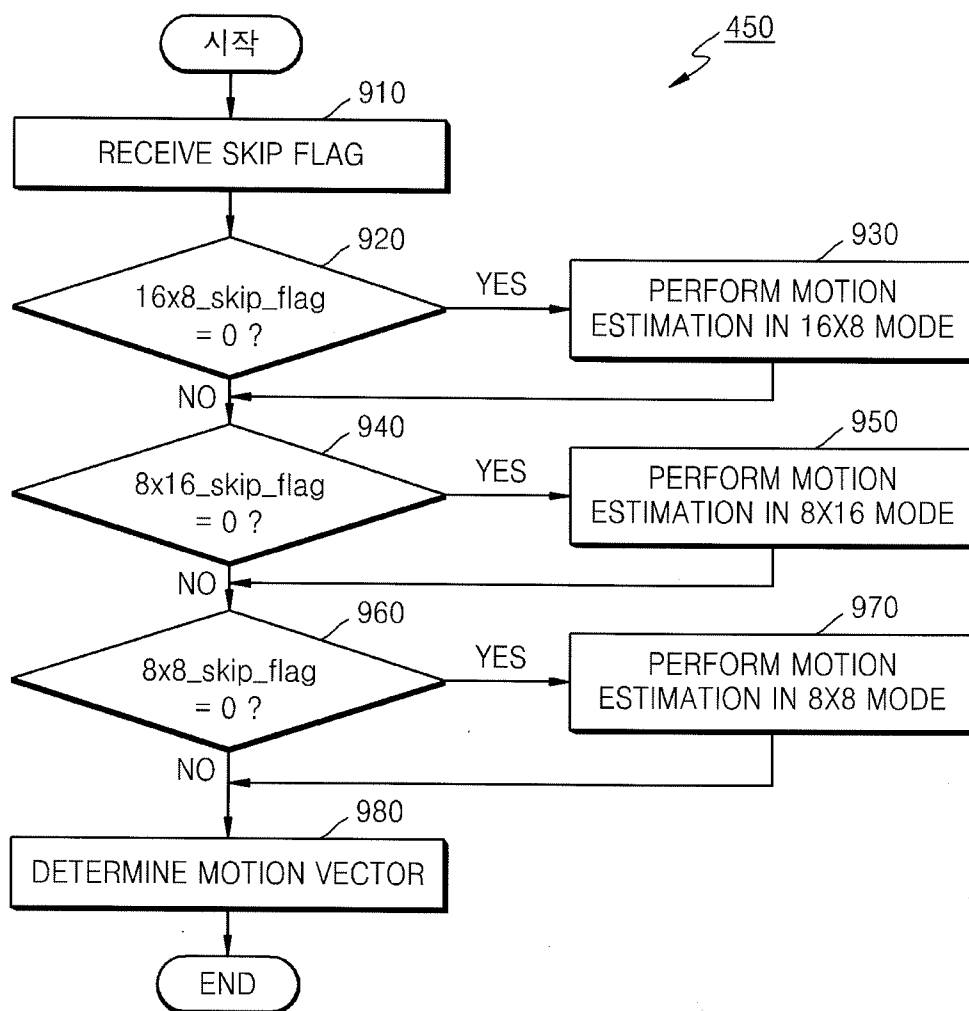 시작
450
910
RECEIVE SKIP FLAG
920
16x8_skip_flag
= 0 ?
YES
930
PERFORM MOTION
ESTIMATION IN 16X8 MODE
NO
940
8x16_skip_flag
= 0 ?
YES
950
PERFORM MOTION
ESTIMATION IN 8X16 MODE
NO
960
8x8_skip_flag
= 0 ?
YES
970
PERFORM MOTION
ESTIMATION IN 8X8 MODE
NO
980
DETERMINE MOTION VECTOR
END